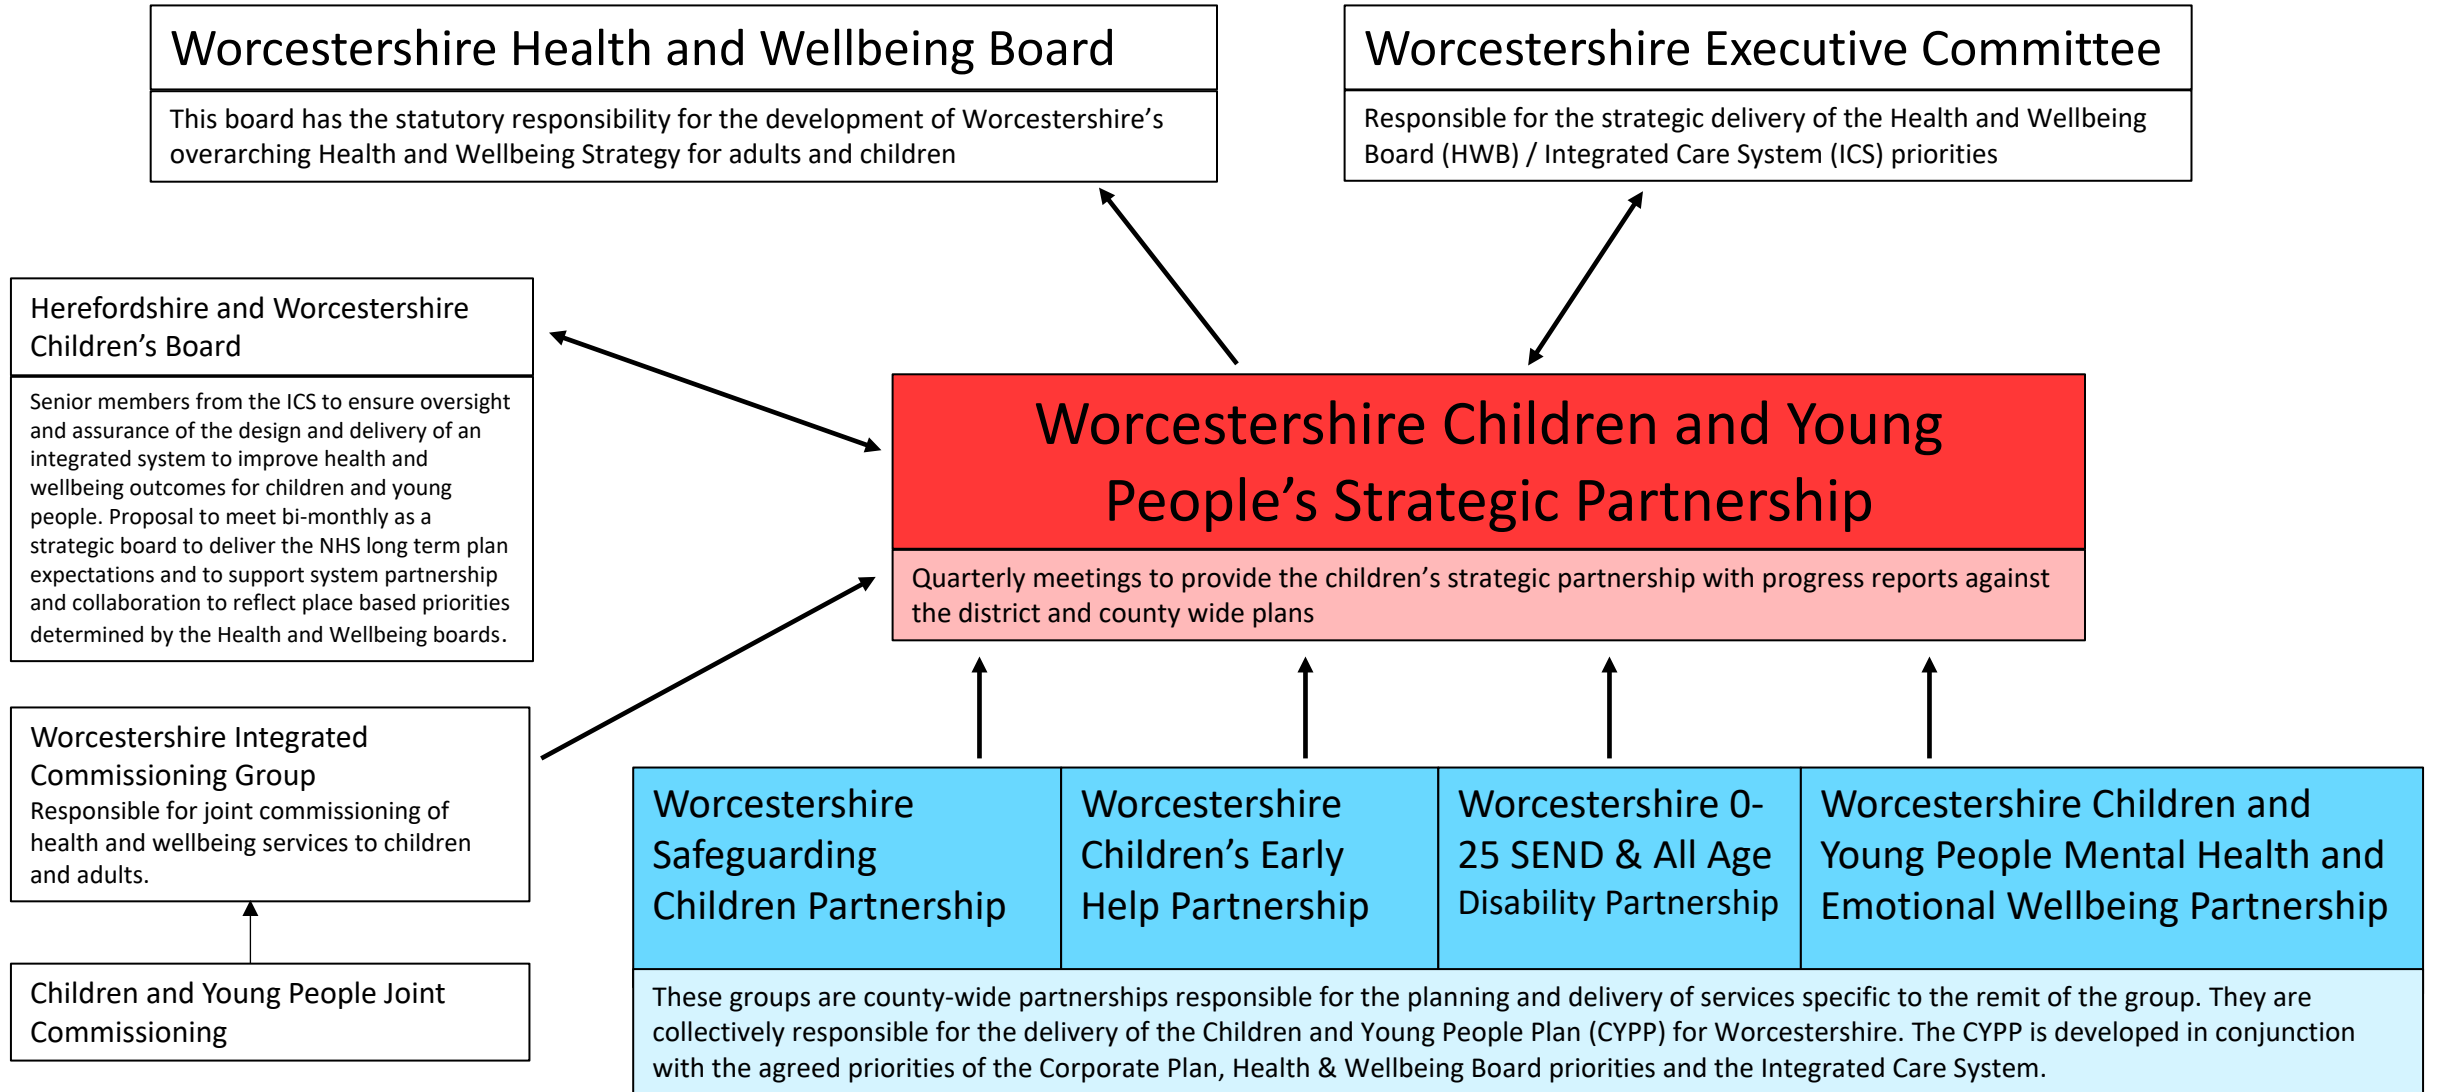 Worcestershire Health and Wellbeing Board
This board has the statutory responsibility for the development of Worcestershire’s
overarching Health and Wellbeing Strategy for adults and children
Worcestershire Executive Committee
Responsible for the strategic delivery of the Health and Wellbeing
Board (HWB) / Integrated Care System (ICS) priorities
Herefordshire and Worcestershire
Children’s Board
Senior members from the ICS to ensure oversight
and assurance of the design and delivery of an
integrated system to improve health and
wellbeing outcomes for children and young
people. Proposal to meet bi-monthly as a
strategic board to deliver the NHS long term plan
expectations and to support system partnership
and collaboration to reflect place based priorities
determined by the Health and Wellbeing boards.
Worcestershire Children and Young
People’s Strategic Partnership
Quarterly meetings to provide the children’s strategic partnership with progress reports against
the district and county wide plans
Worcestershire Integrated
Commissioning Group
Responsible for joint commissioning of
health and wellbeing services to children
and adults.
Children and Young People Joint
Commissioning
Worcestershire
Safeguarding
Children Partnership
Worcestershire
Children’s Early
Help Partnership
Worcestershire 0-
25 SEND & All Age
Disability Partnership
Worcestershire Children and
Young People Mental Health and
Emotional Wellbeing Partnership
These groups are county-wide partnerships responsible for the planning and delivery of services specific to the remit of the group. They are
collectively responsible for the delivery of the Children and Young People Plan (CYPP) for Worcestershire. The CYPP is developed in conjunction
with the agreed priorities of the Corporate Plan, Health & Wellbeing Board priorities and the Integrated Care System.